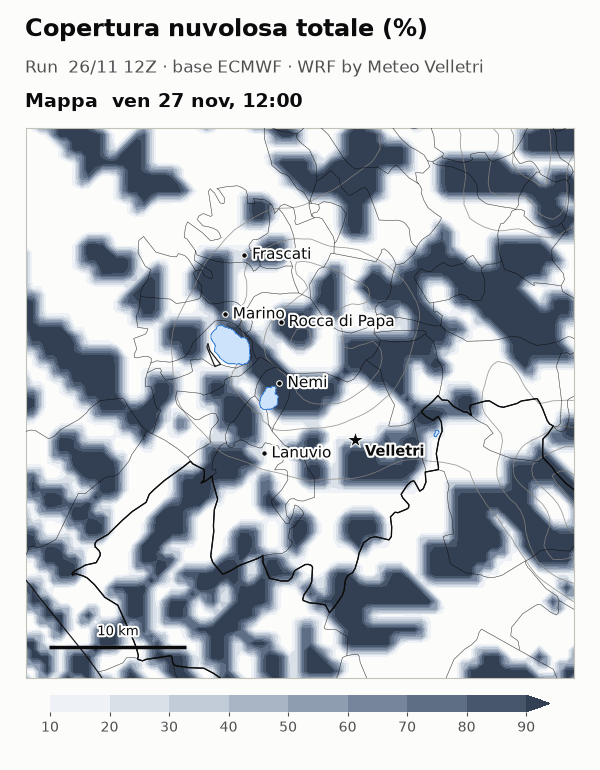 Copertura nuvolosa totale (%)
Run 26/11 12Z · base ECMWF · WRF by Meteo Velletri
Mappa ven 27 nov, 12:00
Frascati
Marino
Rocca di Papa
Nemi
Lanuvio
Velletri
10 km
10 20 30 40 50 60 70 80 90